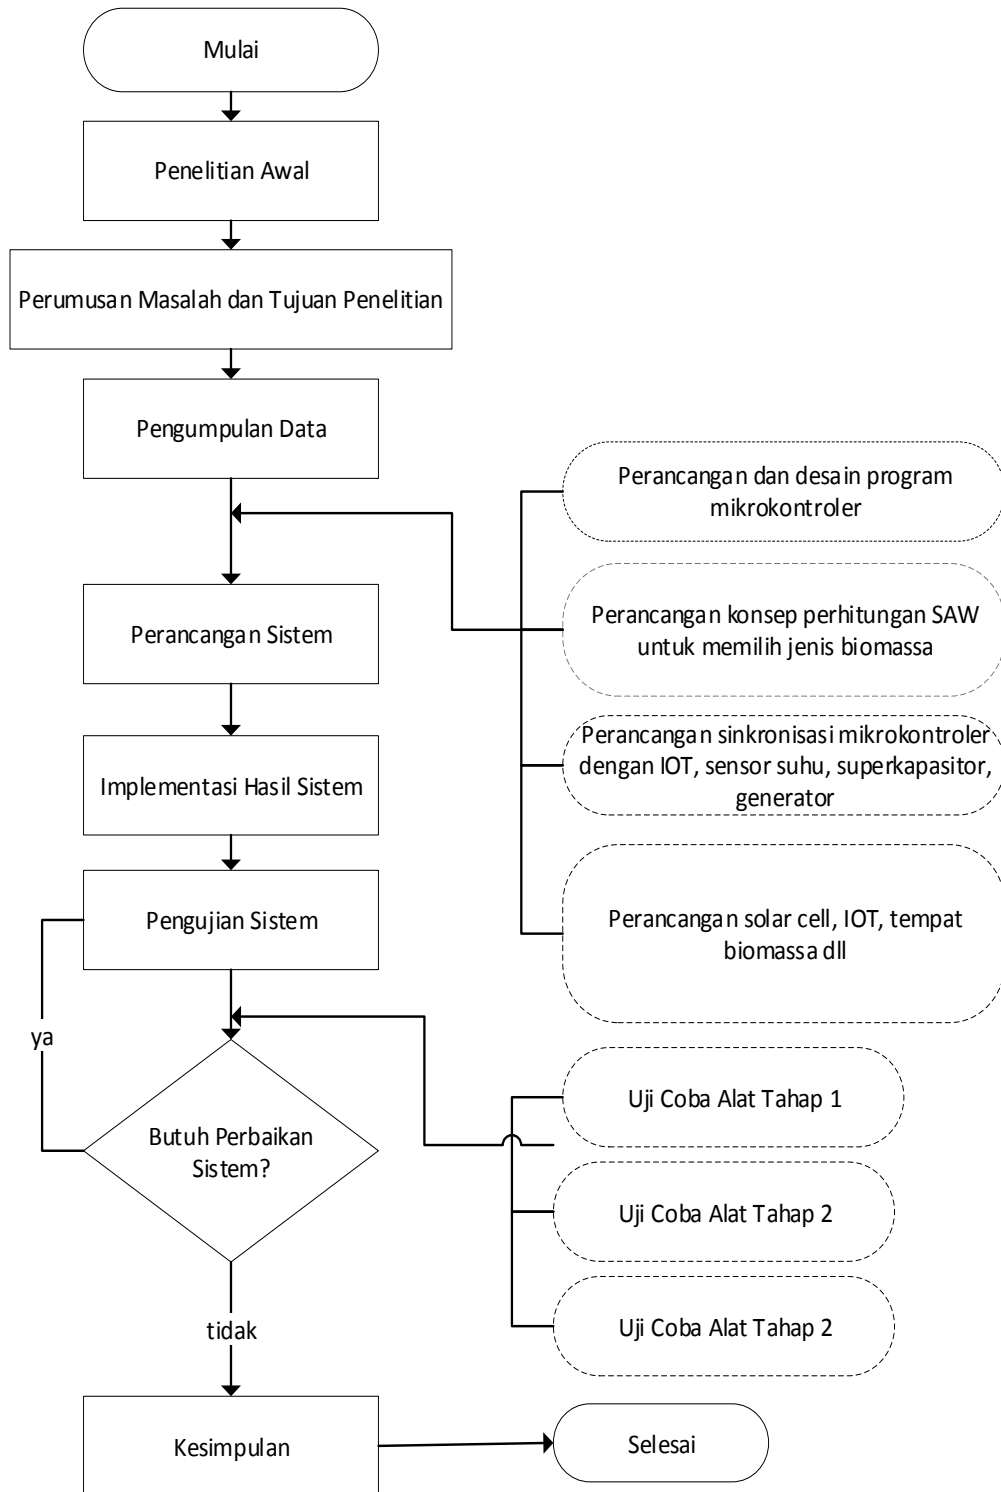 Mulai
Penelitian Awal
Perumusan Masalah dan Tujuan Penelitian
Pengumpulan Data
Perancangan dan desain program
mikrokontroler
Perancangan konsep perhitungan SAW
untuk memilih jenis biomassa
Perancangan Sistem
Perancangan sinkronisasi mikrokontroler
dengan IOT, sensor suhu, superkapasitor,
generator
Implementasi Hasil Sistem
Pengujian Sistem
Perancangan solar cell, IOT, tempat
biomassa dll
ya
Butuh Perbaikan
Sistem?
Uji Coba Alat Tahap 1
Uji Coba Alat Tahap 2
Uji Coba Alat Tahap 2
tidak
Kesimpulan
Selesai